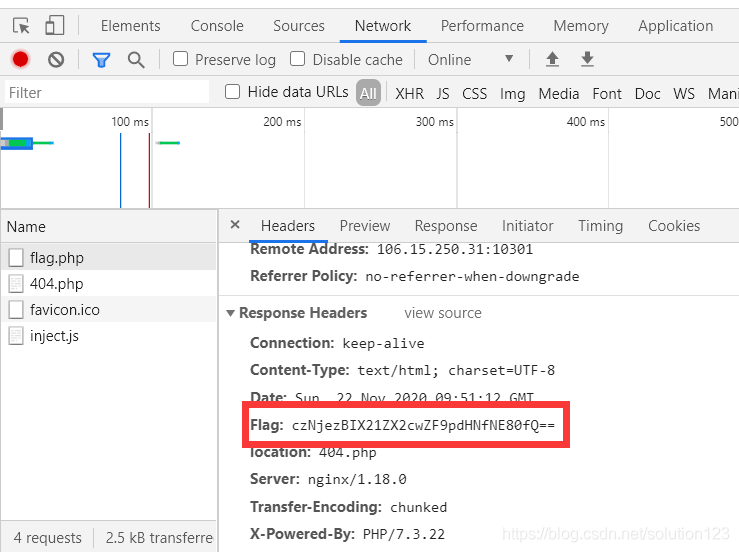 Elements Console Sources Network Performance Memory Application
Preserve log Disable cache Online
Filter Hide data URLs All XHR JS CSS Img Media Font Doc WS Mani
100 ms 200 ms 300 ms 400 ms 500
Name × Headers Preview Response Initiator Timing Cookies
flag.php
404.php
favicon.ico
inject.js
Remote Address: 106.15.250.31:10301
Referrer Policy: no-referrer-when-downgrade
Response Headers view source
Connection: keep-alive
Content-Type: text/html; charset=UTF-8
Date: Sun, 22 Nov 2020 09:51:12 GMT
Flag: czNjezBIX21ZX2cwZF9pdHNfNE80fQ==
location: 404.php
Server: nginx/1.18.0
Transfer-Encoding: chunked
X-Powered-By: PHP/7.3.22
4 requests 2.5 kB transferre
https://blog.csdn.net/solution123